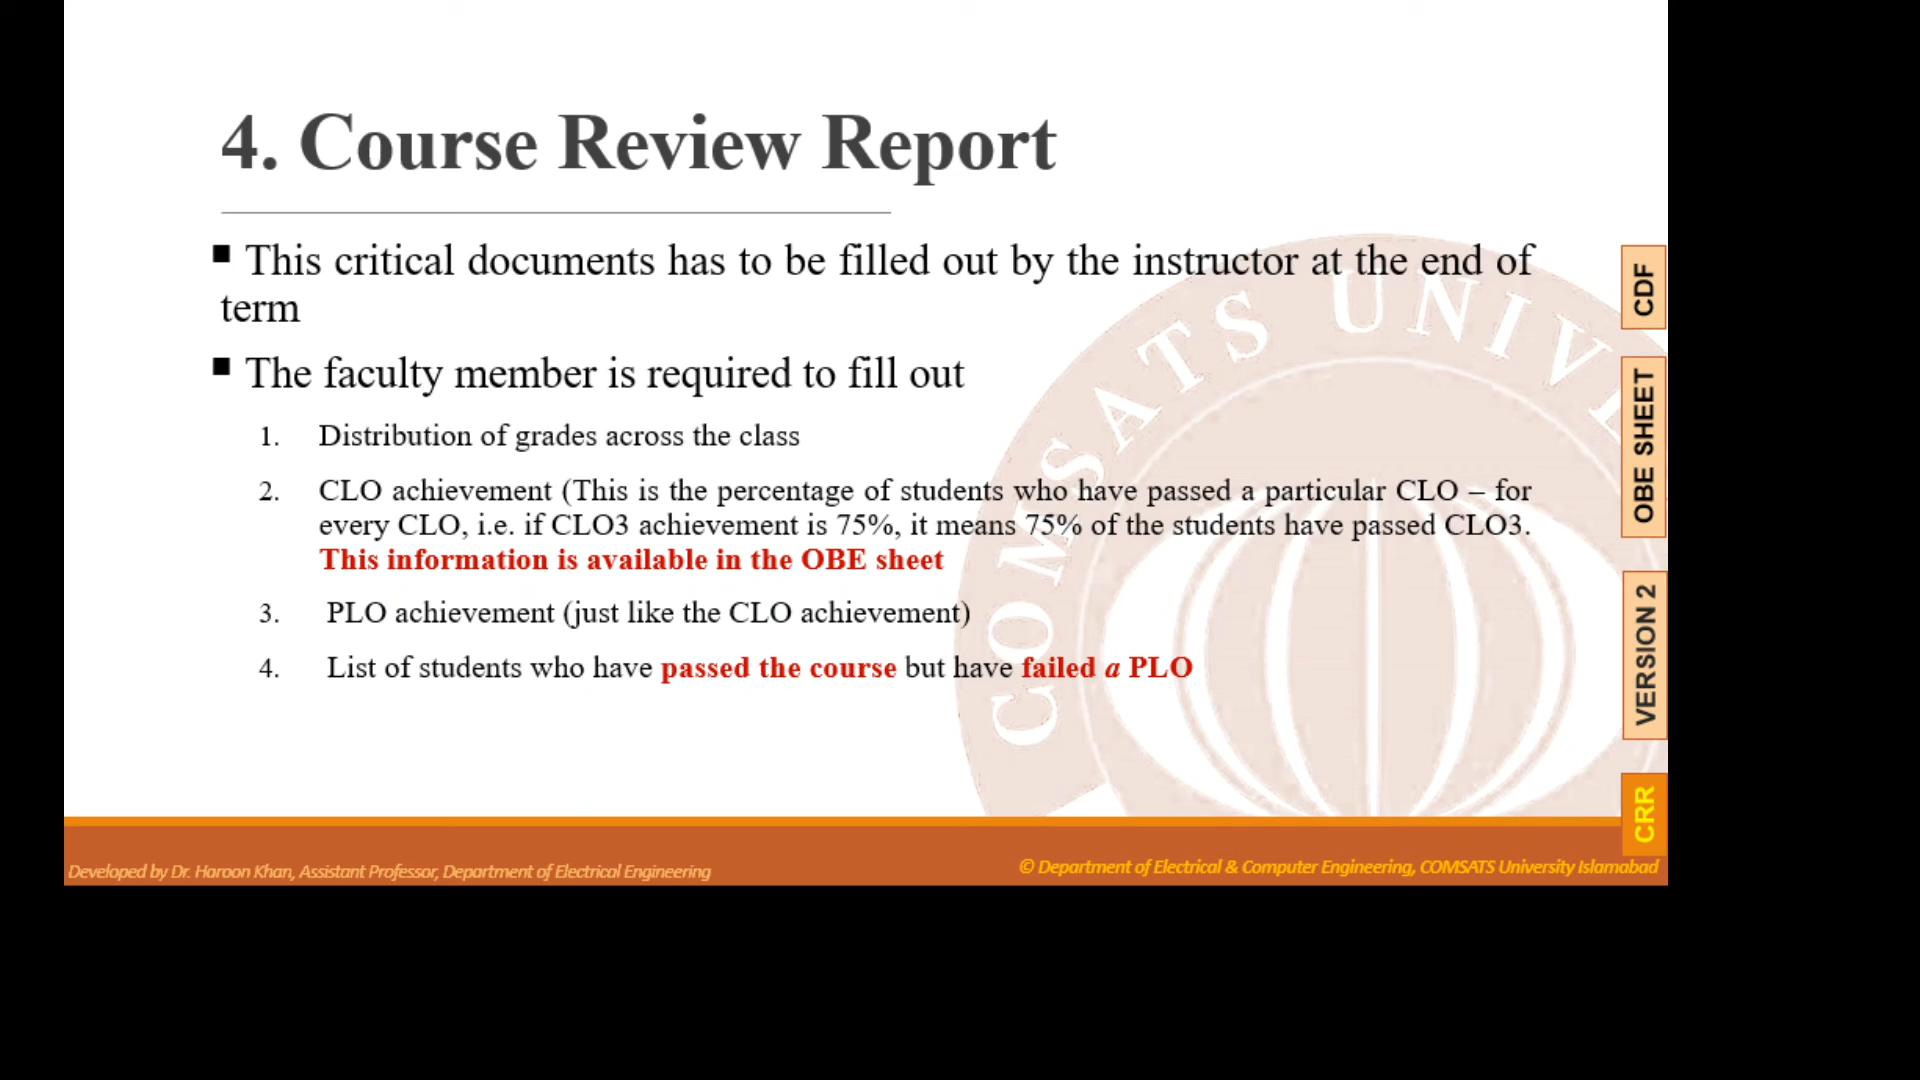 4. Course Review Report
▪ This critical documents has to be filled out by the instructor at the end of
term
▪ The faculty member is required to fill out
1. Distribution of grades across the class
2. CLO achievement (This is the percentage of students who have passed a particular CLO – for
every CLO, i.e. if CLO3 achievement is 75%, it means 75% of the students have passed CLO3.
This information is available in the OBE sheet
3. PLO achievement (just like the CLO achievement)
4. List of students who have passed the course but have failed a PLO
CDF
OBE SHEET
VERSION 2
CRR
COMSATS UNIV
Developed by Dr. Haroon Khan, Assistant Professor, Department of Electrical Engineering
© Department of Electrical & Computer Engineering, COMSATS University Islamabad